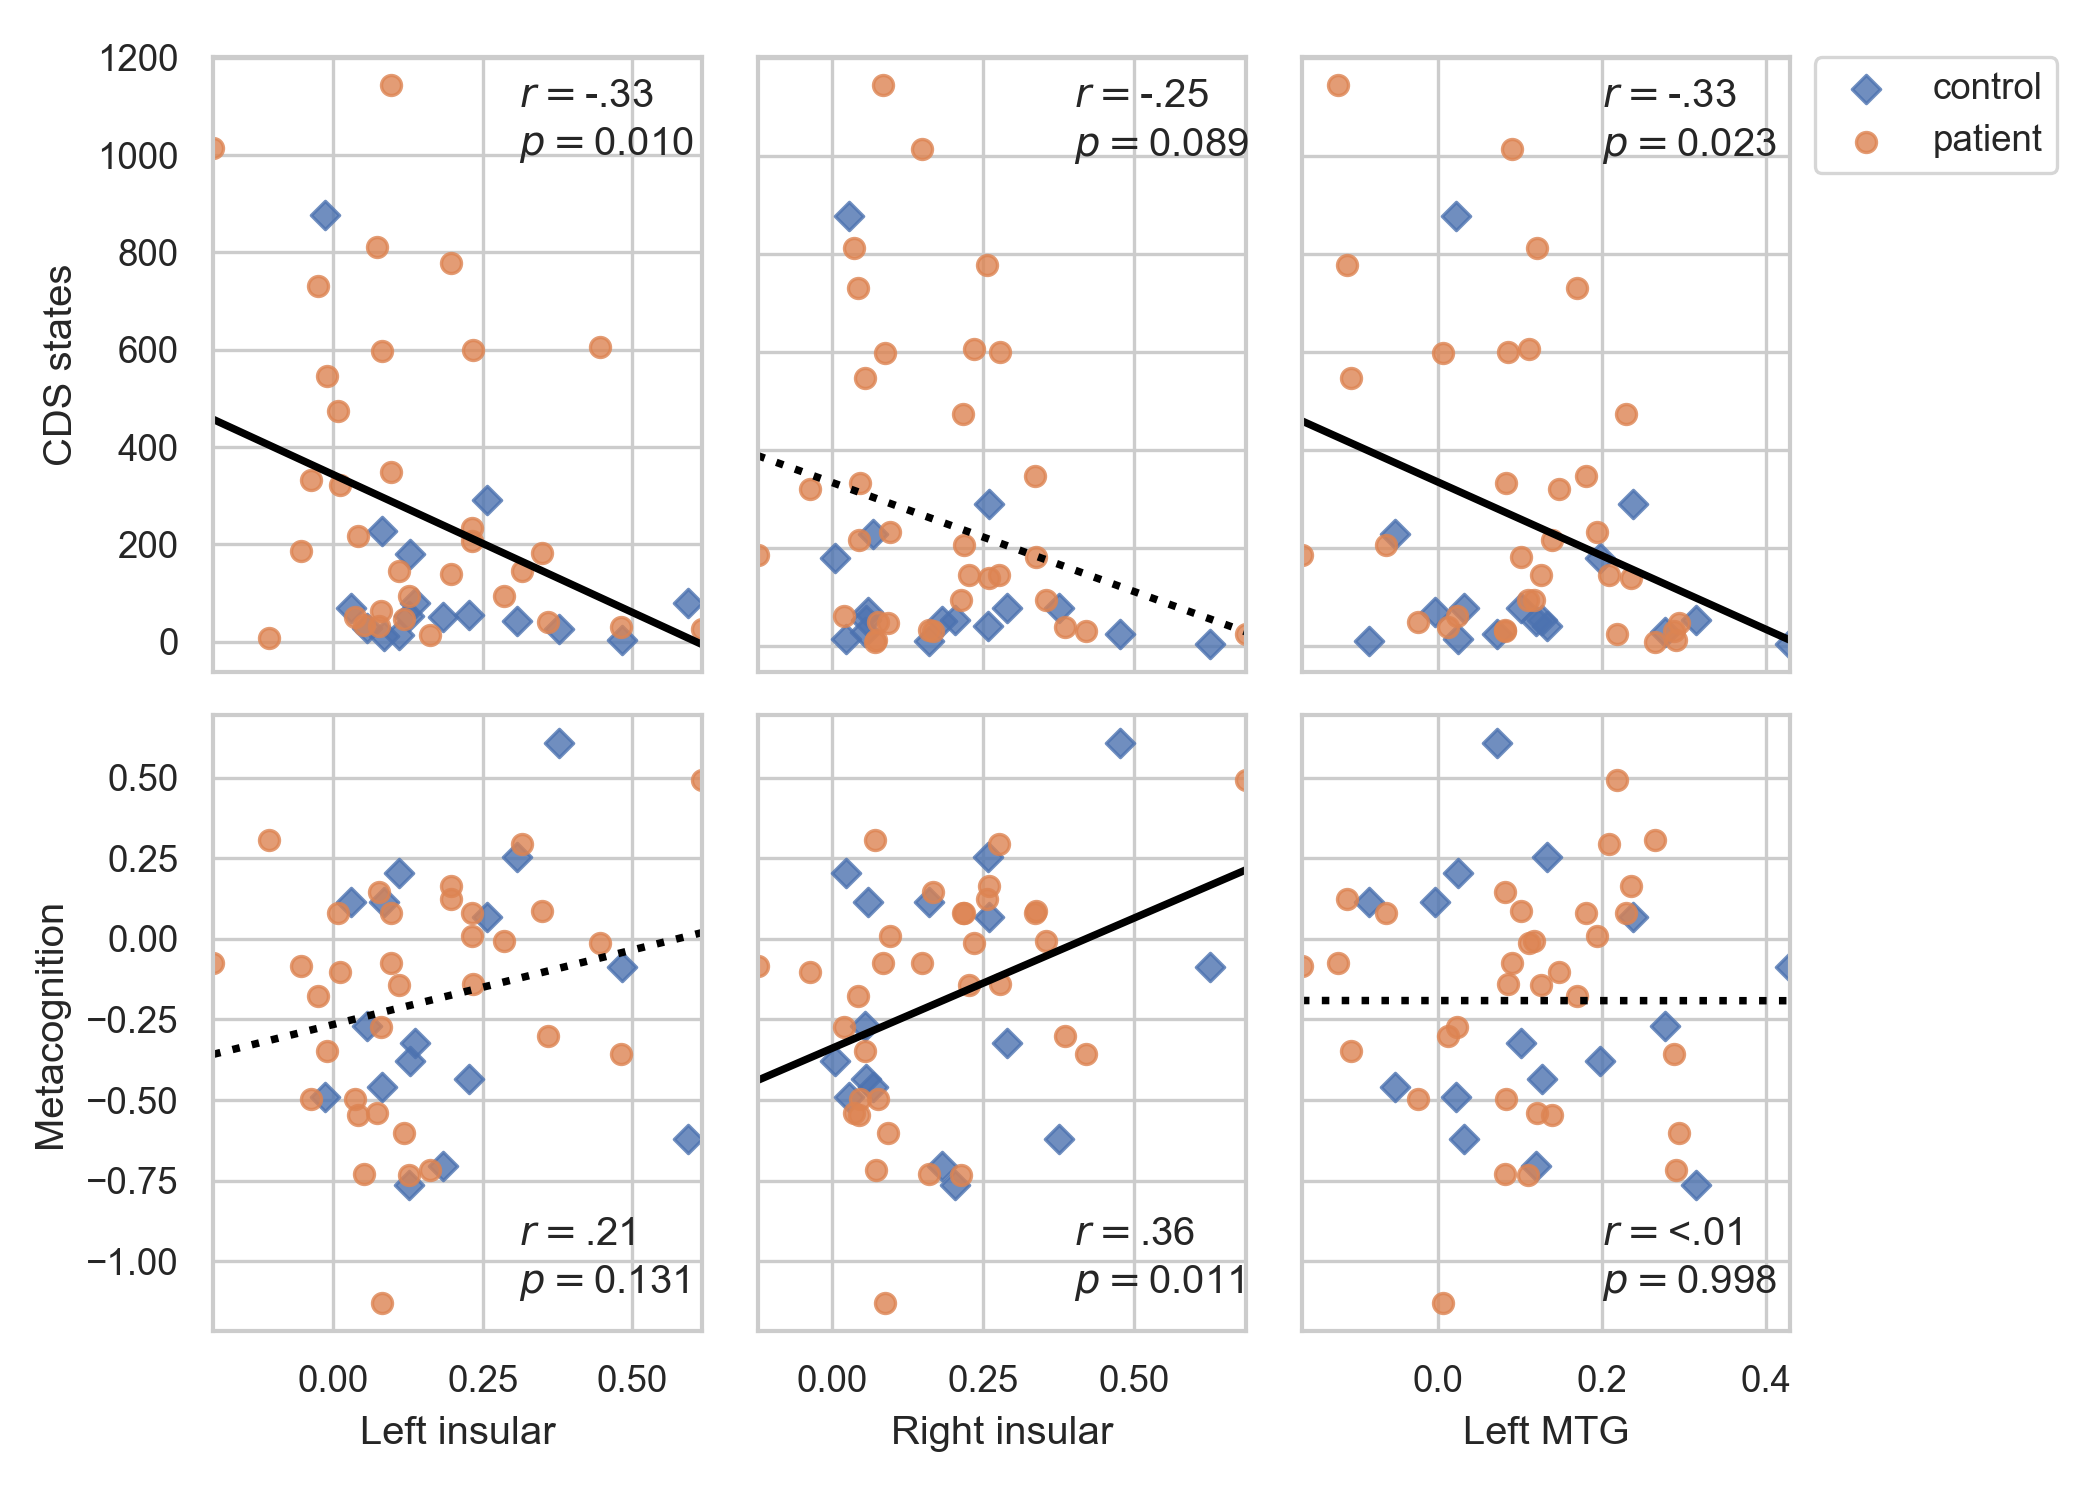 1200
1000
800
600
400
200
0
CDS states
r = -.33
p = 0.010
r = -.25
p = 0.089
r = -.33
p = 0.023
control
patient
0.50
0.25
0.00
−0.25
−0.50
−0.75
−1.00
Metacognition
r = .21
p = 0.131
r = .36
p = 0.011
r = <.01
p = 0.998
0.00 0.25 0.50
Left insular
0.00 0.25 0.50
Right insular
0.0 0.2 0.4
Left MTG